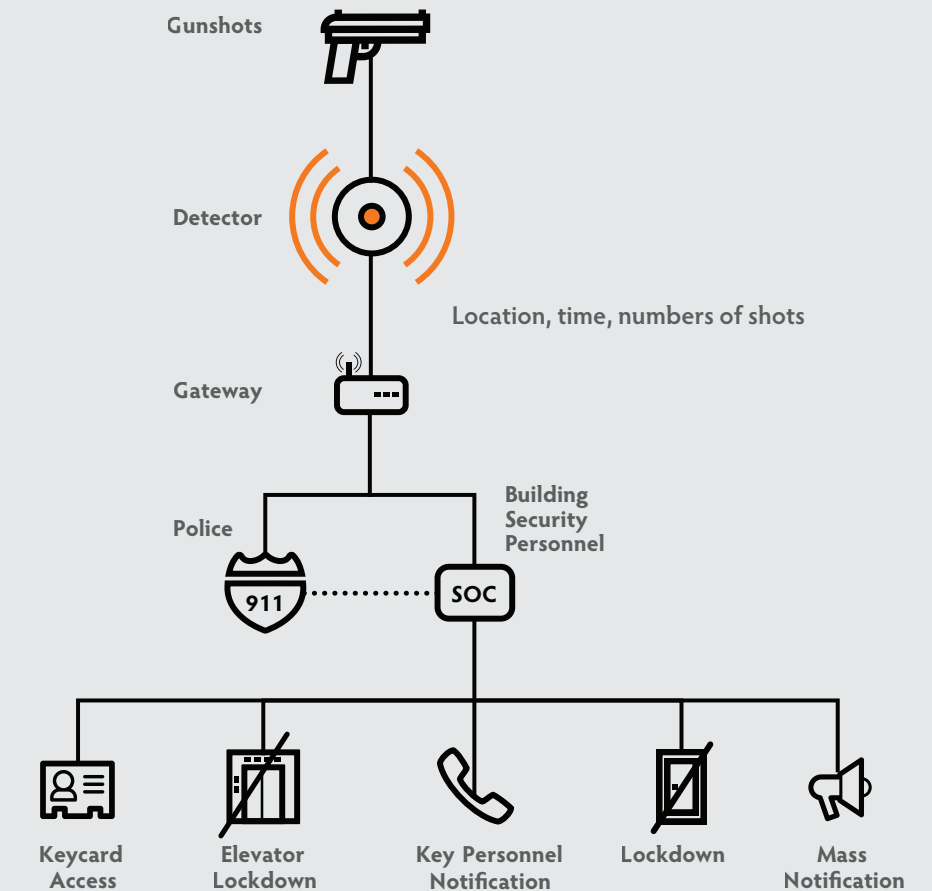 Gunshots
Detector
Location, time, numbers of shots
Gateway
Building
Security
Personnel
Police
911
SOC
Keycard
Access
Elevator
Lockdown
Key Personnel
Notification
Lockdown
Mass
Notification